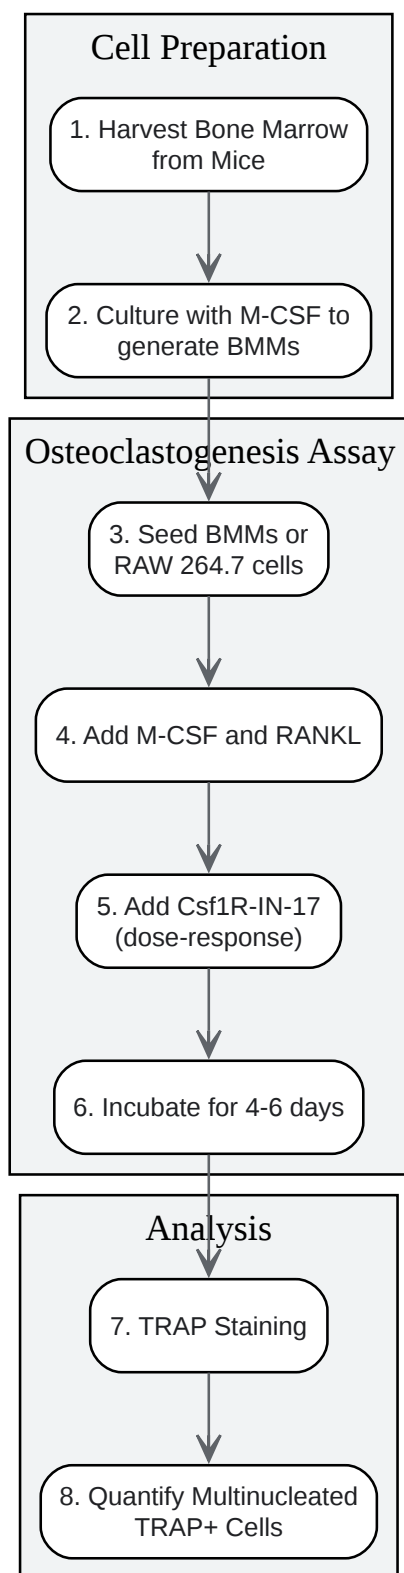 Cell Preparation
1. Harvest Bone Marrow
from Mice
2. Culture with M-CSF to
generate BMMs
Osteoclastogenesis Assay
3. Seed BMMs or
RAW 264.7 cells
4. Add M-CSF and RANKL
5. Add Csf1R-IN-17
(dose-response)
6. Incubate for 4-6 days
Analysis
7. TRAP Staining
8. Quantify Multinucleated
TRAP+ Cells